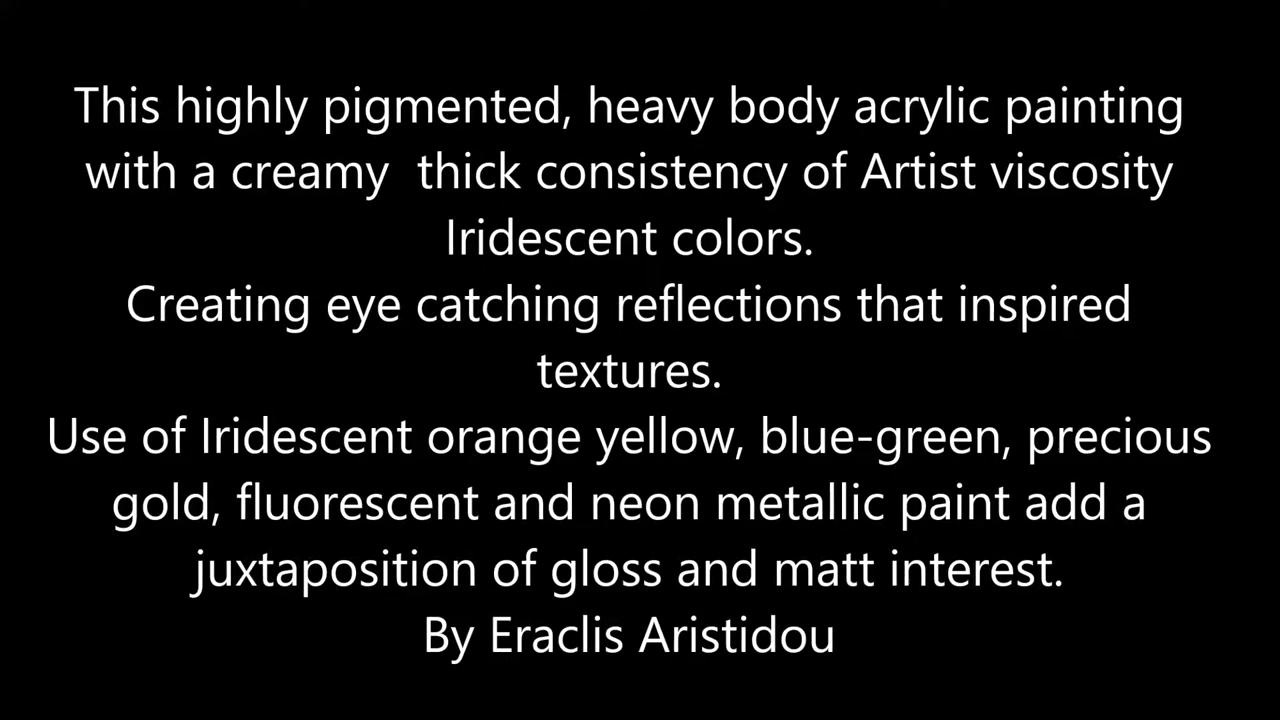 This highly pigmented, heavy body acrylic painting
with a creamy  thick consistency of Artist viscosity
Iridescent colors.
Creating eye catching reflections that inspired
textures.
Use of Iridescent orange yellow, blue-green, precious
gold, fluorescent and neon metallic paint add a
juxtaposition of gloss and matt interest.
By Eraclis Aristidou